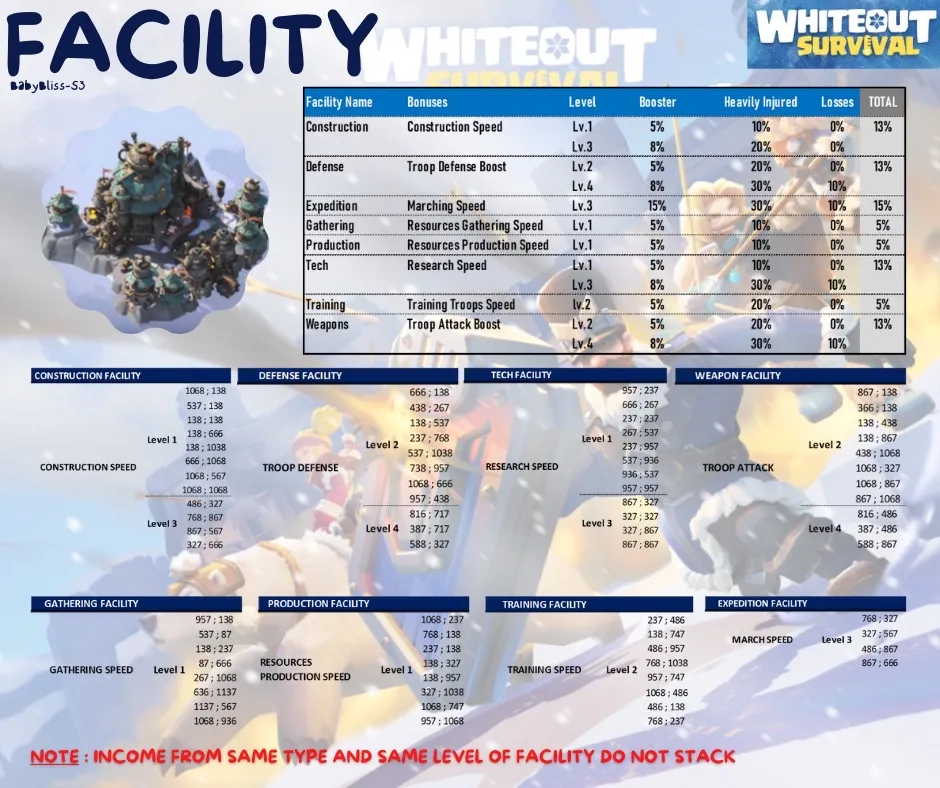 FACILITY
WHITEOUT SURVIVAL
WHITEOUT
SURVIVAL
BabyBliss-S3
Facility Name Bonuses Level Booster Heavily Injured Losses TOTAL
Construction Construction Speed Lv.1 5% 10% 0% 13%
Lv.3 8% 20% 0%
Defense Troop Defense Boost Lv.2 5% 20% 0% 13%
Lv.4 8% 30% 10%
Expedition Marching Speed Lv.3 15% 30% 10% 15%
Gathering Resources Gathering Speed Lv.1 5% 10% 0% 5%
Production Resources Production Speed Lv.1 5% 10% 0% 5%
Tech Research Speed Lv.1 5% 10% 0% 13%
Lv.3 8% 30% 10%
Training Training Troops Speed lv.2 5% 20% 0% 5%
Weapons Troop Attack Boost Lv.2 5% 20% 0% 13%
Lv.4 8% 30% 10%
CONSTRUCTION FACILITY
CONSTRUCTION SPEED
Level 1
1068 ; 138
537 ; 138
138 ; 138
138 ; 666
138 ; 1038
666 ; 1068
1068 ; 567
1068 ; 1068
Level 3
486 ; 327
768 ; 867
867 ; 567
327 ; 666
DEFENSE FACILITY
TROOP DEFENSE
Level 2
666 ; 138
438 ; 267
138 ; 537
237 ; 768
537 ; 1038
738 ; 957
1068 ; 666
957 ; 438
Level 4
816 ; 717
387 ; 717
588 ; 327
TECH FACILITY
RESEARCH SPEED
Level 1
957 ; 237
666 ; 267
237 ; 237
267 ; 537
237 ; 957
537 ; 936
936 ; 537
957 ; 957
Level 3
867 ; 327
327 ; 327
327 ; 867
867 ; 867
WEAPON FACILITY
TROOP ATTACK
Level 2
867 ; 138
366 ; 138
138 ; 438
138 ; 867
438 ; 1068
1068 ; 327
1068 ; 867
867 ; 1068
Level 4
816 ; 486
387 ; 486
588 ; 867
GATHERING FACILITY
GATHERING SPEED
Level 1
957 ; 138
537 ; 87
138 ; 237
87 ; 666
267 ; 1068
636 ; 1137
1137 ; 567
1068 ; 936
PRODUCTION FACILITY
RESOURCES
PRODUCTION SPEED
Level 1
1068 ; 237
768 ; 138
237 ; 138
138 ; 327
138 ; 957
327 ; 1038
1068 ; 747
957 ; 1068
TRAINING FACILITY
TRAINING SPEED
Level 2
237 ; 486
138 ; 747
486 ; 957
768 ; 1038
957 ; 747
1068 ; 486
486 ; 138
768 ; 237
EXPEDITION FACILITY
MARCH SPEED
Level 3
768 ; 327
327 ; 567
486 ; 867
867 ; 666
NOTE : INCOME FROM SAME TYPE AND SAME LEVEL OF FACILITY DO NOT STACK